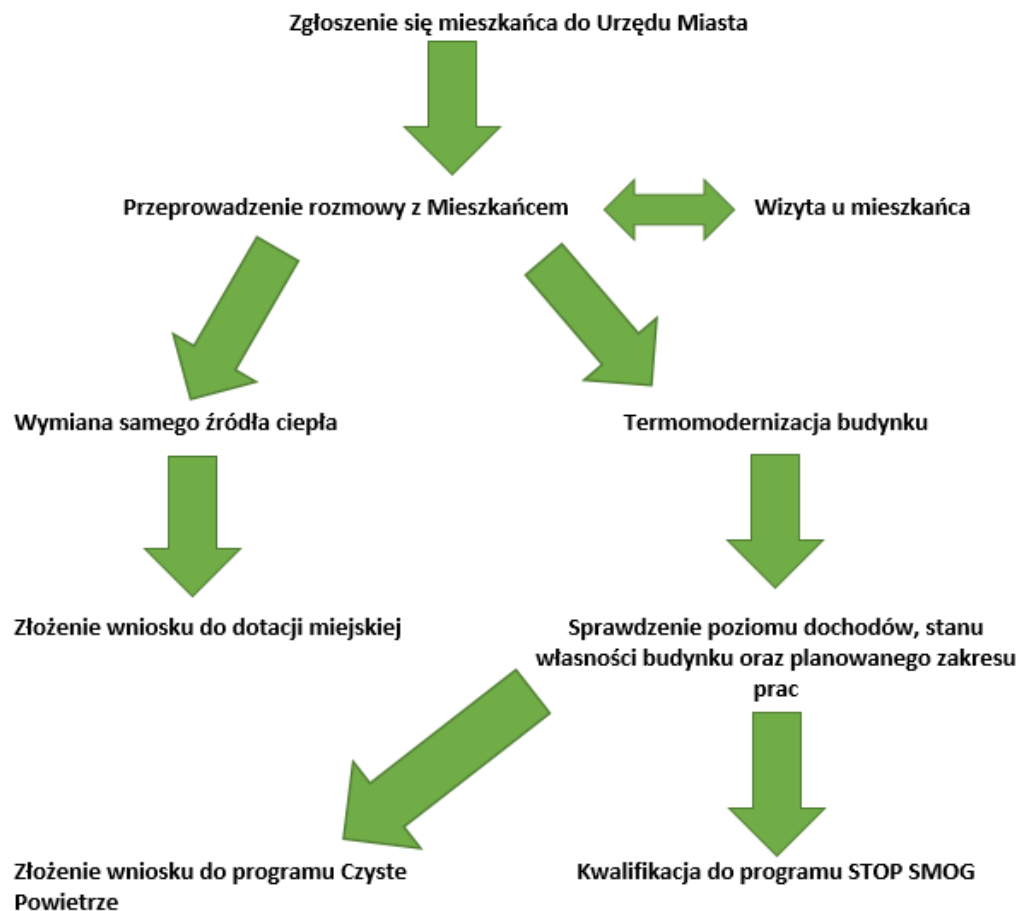 Zgłoszenie się mieszkańca do Urzędu Miasta
Przeprowadzenie rozmowy z Mieszkańcem
Wizyta u mieszkańca
Wymiana samego źródła ciepła
Termomodernizacja budynku
Złożenie wniosku do dotacji miejskiej
Sprawdzenie poziomu dochodów, stanu
własności budynku oraz planowanego zakresu
prac
Złożenie wniosku do programu Czyste
Powietrze
Kwalifikacja do programu STOP SMOG